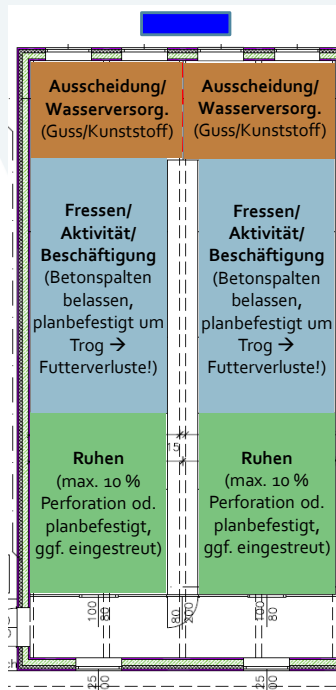 Ausscheidung/
Wasserversorg.
(Guss/Kunststoff)
Ausscheidung/
Wasserversorg.
(Guss/Kunststoff)
Fressen/
Aktivität/
Beschäftigung
(Betonspalten
belassen,
planbefestigt um
Trog →
Futterverluste!)
Fressen/
Aktivität/
Beschäftigung
(Betonspalten
belassen,
planbefestigt um
Trog →
Futterverluste!)
15
Ruhen
(max. 10 %
Perforation od.
planbefestigt,
ggf. eingestreut)
Ruhen
(max. 10 %
Perforation od.
planbefestigt,
ggf. eingestreut)
100
80
80
200
100
80